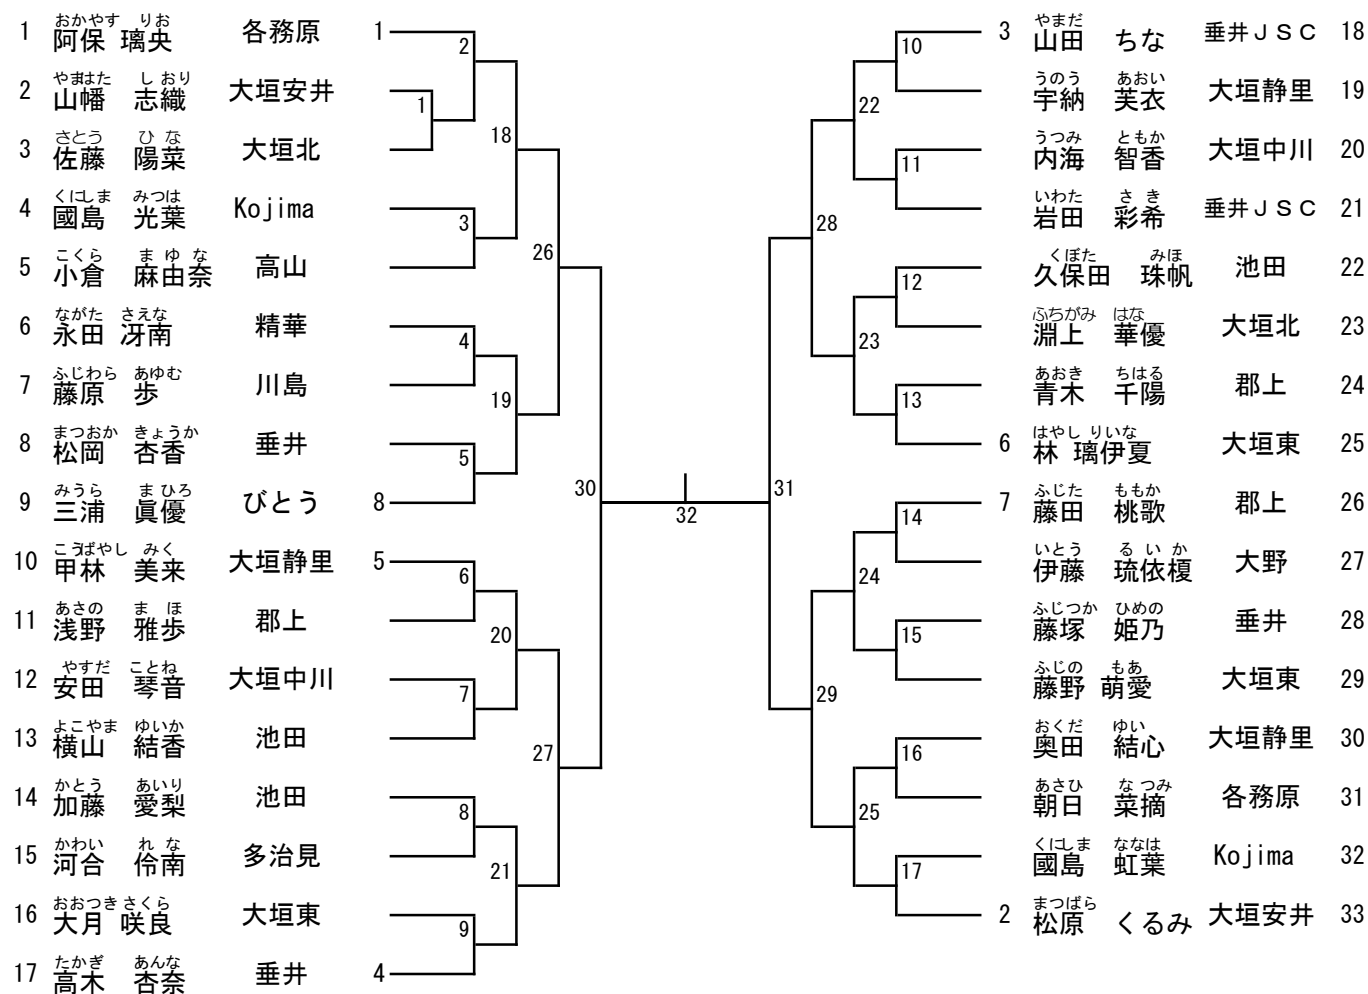 おかやす りお
1 阿保 璃央 各務原 1
やまはた しおり
2 山幡 志織 大垣安井
さとう ひな
3 佐藤 陽菜 大垣北
くにしま みつは
4 國島 光葉 Kojima
こくら まゆな
5 小倉 麻由奈 高山
ながた さえな
6 永田 冴南 精華
ふじわら あゆむ
7 藤原 歩 川島
まつおか きょうか
8 松岡 杏香 垂井
みうら まひろ
9 三浦 眞優 びとう 8
こうばやし みく
10 甲林 美来 大垣静里 5
あさの まほ
11 浅野 雅歩 郡上
やすだ ことね
12 安田 琴音 大垣中川
よこやま ゆいか
13 横山 結香 池田
かとう あいり
14 加藤 愛梨 池田
かわい れな
15 河合 伶南 多治見
おおつき さくら
16 大月 咲良 大垣東
たかぎ あんな
17 高木 杏奈 垂井 4
2
1
18
3
26
4
19
5
30
6
20
7
27
8
21
9
32
31
10
22
11
28
12
23
13
14
24
15
29
16
25
17
やまだ
3 山田 ちな 垂井ＪＳＣ 18
うのう あおい
宇納 芙衣 大垣静里 19
うつみ ともか
内海 智香 大垣中川 20
いわた さき
岩田 彩希 垂井ＪＳＣ 21
くぼた みほ
久保田 珠帆 池田 22
ふちがみ はな
淵上 華優 大垣北 23
あおき ちはる
青木 千陽 郡上 24
はやし りいな
6 林 璃伊夏 大垣東 25
ふじた ももか
7 藤田 桃歌 郡上 26
いとう るいか
伊藤 琉依榎 大野 27
ふじつか ひめの
藤塚 姫乃 垂井 28
ふじの もあ
藤野 萌愛 大垣東 29
おくだ ゆい
奥田 結心 大垣静里 30
あさひ なつみ
朝日 菜摘 各務原 31
くにしま ななは
國島 虹葉 Kojima 32
まつばら
2 松原 くるみ 大垣安井 33